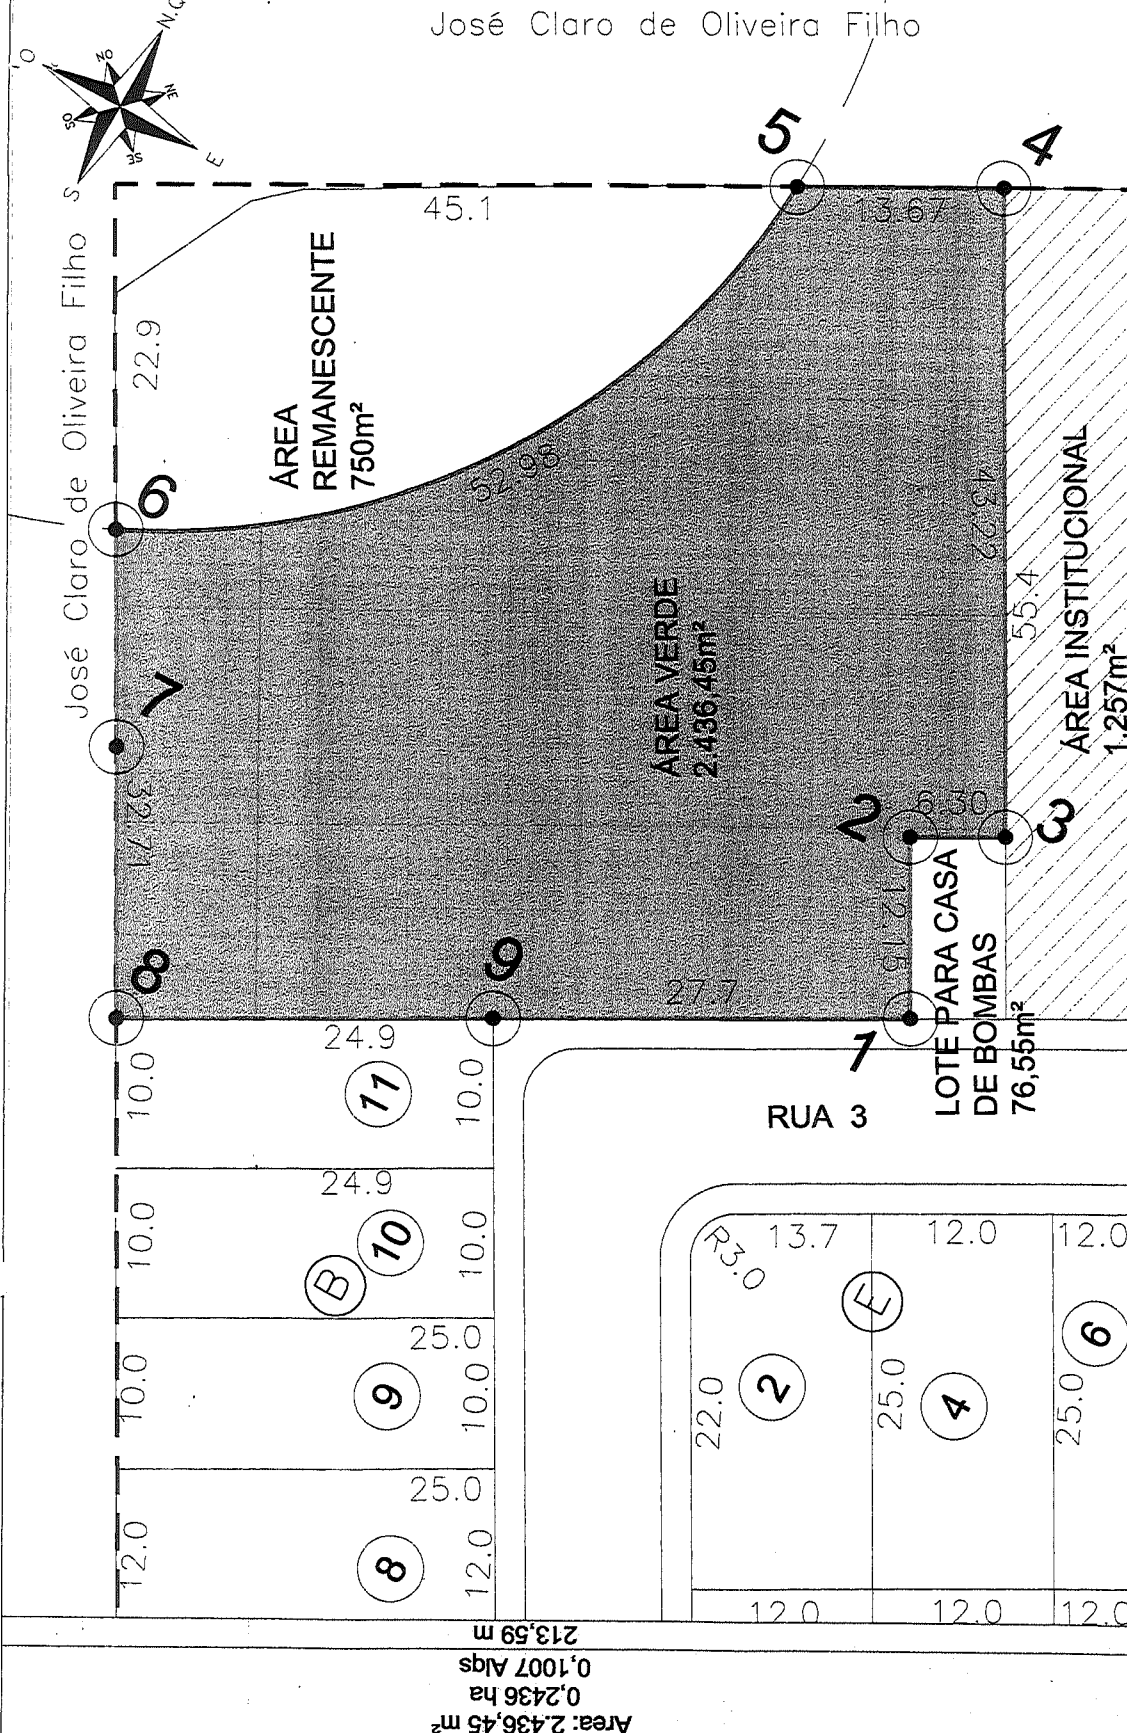 José Claro de Oliveira Filho
N.Q
O
NO
NE
SO
SE
S
E
José Claro de Oliveira Filho
5
4
45.1
13.67
22.9
ÁREA
REMANESCENTE
750m²
6
52.98
43.22
55.4
ÁREA INSTITUCIONAL
1.257m²
7
ÁREA VERDE
2.436,45m²
32.71
2
6.30
3
12.15
LOTE PARA CASA
DE BOMBAS
76,55m²
8
9
27.7
1
24.9
10.0
11
10.0
RUA 3
24.9
10.0
10
10.0
B
R3.0
13.7
12.0
12.0
E
25.0
10.0
9
10.0
22.0
2
25.0
4
25.0
6
25.0
12.0
8
12.0
12.0
12.0
12.0
213,59 m
0,1007 Alqs
0,2436 ha
Area: 2.436,45 m²